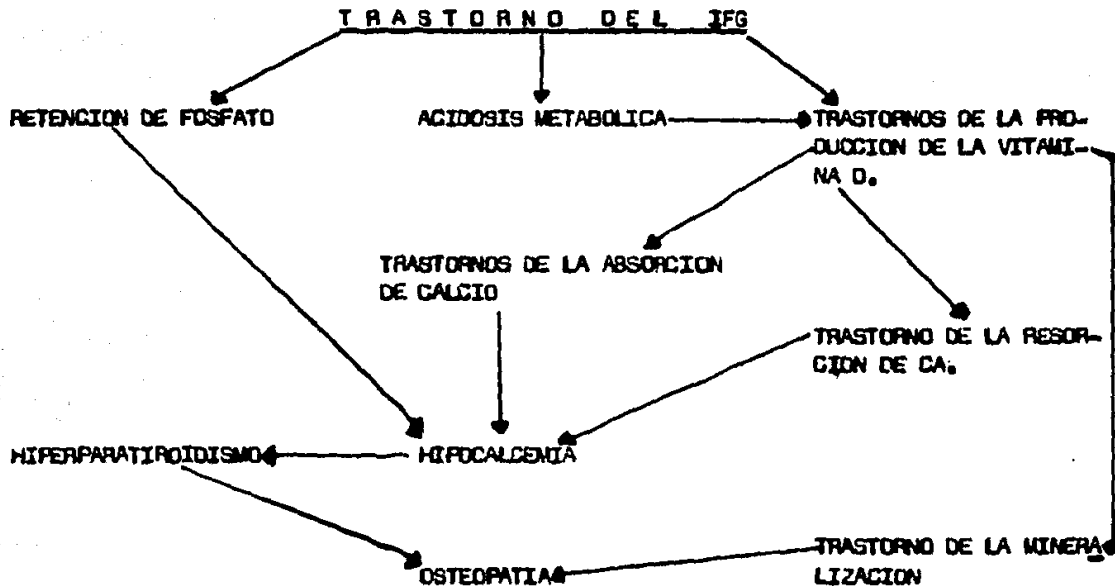 TRASTORNO DEL IFG
RETENCION DE FOSFATO
ACIDOSIS METABOLICA
TRASTORNOS DE LA PRO-
DUCCION DE LA VITAMI-
NA D.
TRASTORNOS DE LA ABSORCION
DE CALCIO
TRASTORNO DE LA RESOR-
CION DE CA.
HIPERPARATIROIDISMO
HIPOCALCEMIA
OSTEOPATIA
TRASTORNO DE LA MINERA
LIZACION